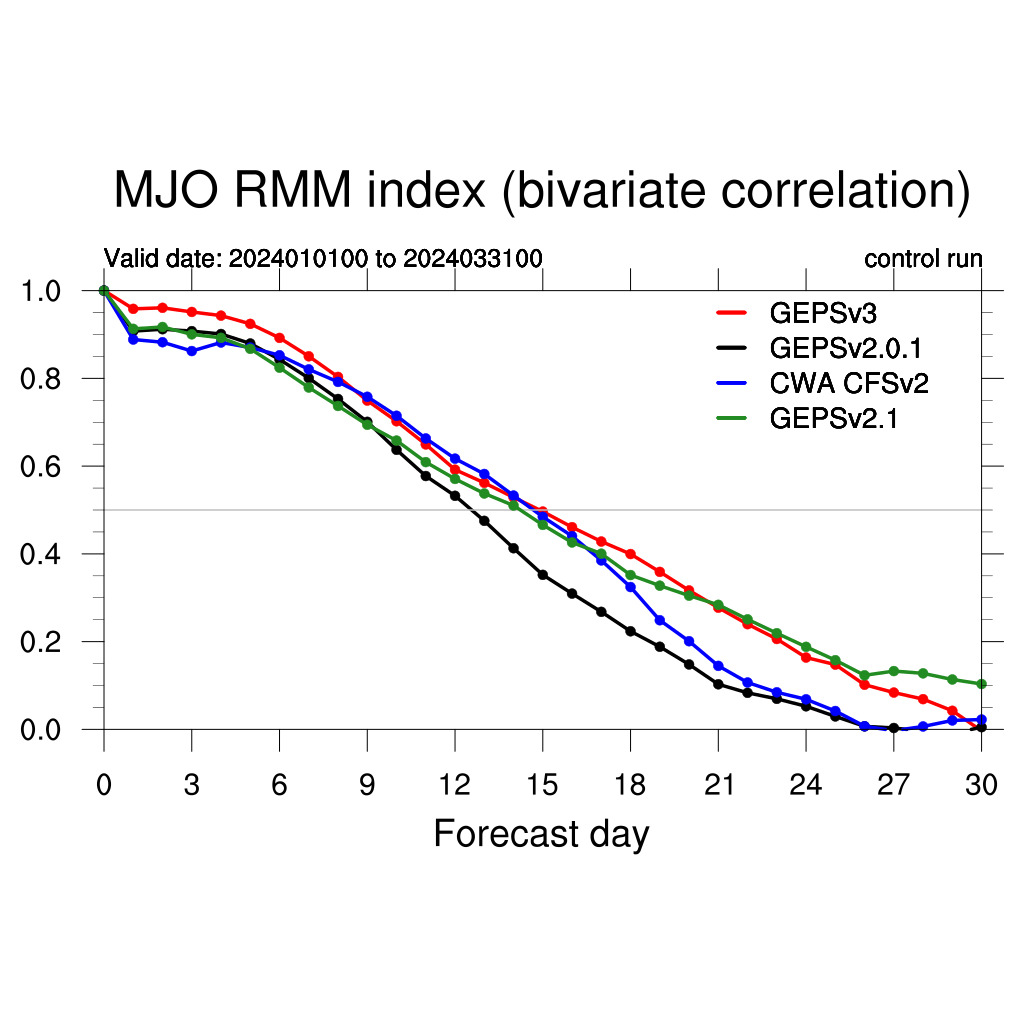 MJO RMM index (bivariate correlation)
Valid date: 2024010100 to 2024033100 control run
1.0
0.8
0.6
0.4
0.2
0.0
GEPSv3
GEPSv2.0.1
CWA CFSv2
GEPSv2.1
0 3 6 9 12 15 18 21 24 27 30
Forecast day